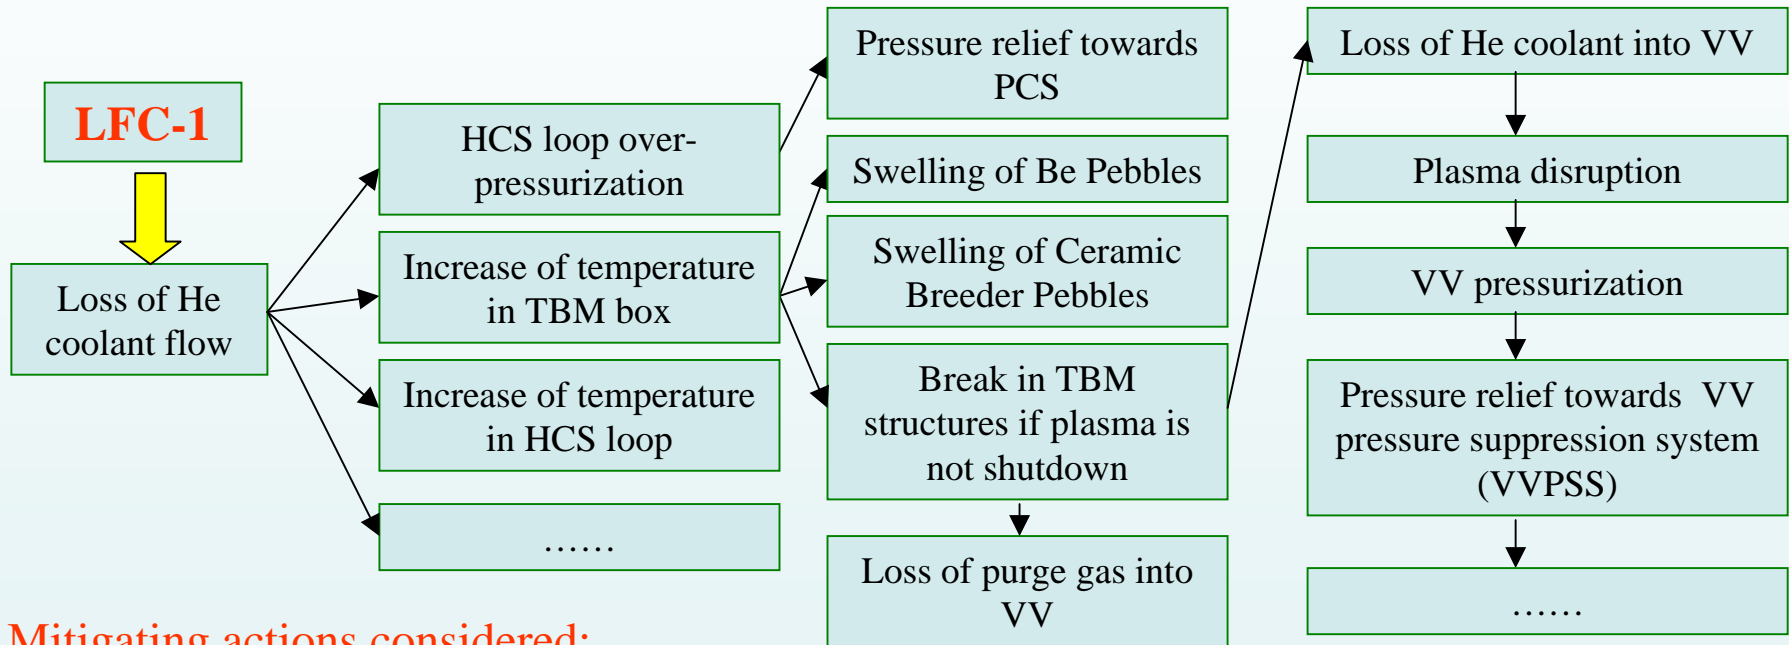 LFC-1
Loss of He
coolant flow
HCS loop over-
pressurization
Increase of temperature
in TBM box
Increase of temperature
in HCS loop
……
Pressure relief towards
PCS
Swelling of Be Pebbles
Swelling of Ceramic
Breeder Pebbles
Break in TBM
structures if plasma is
not shutdown
Loss of purge gas into
VV
Loss of He coolant into VV
Plasma disruption
VV pressurization
Pressure relief towards VV
pressure suppression system
(VVPSS)
……
Mitigating actions considered: